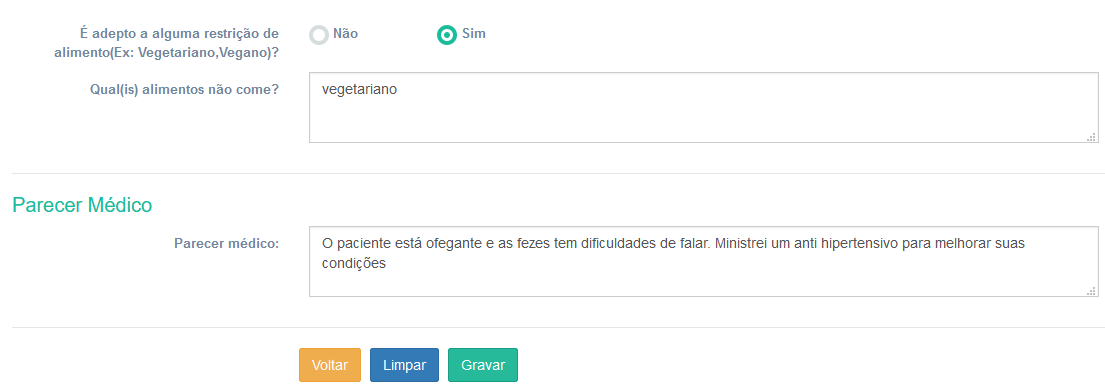 É adepto a alguma restrição de
alimento(Ex: Vegetariano,Vegano)?
Não
Sim
Qual(is) alimentos não come?
vegetariano
Parecer Médico
Parecer médico:
O paciente está ofegante e as fezes tem dificuldades de falar. Ministrei um anti hipertensivo para melhorar suas
condições
Voltar
Limpar
Gravar